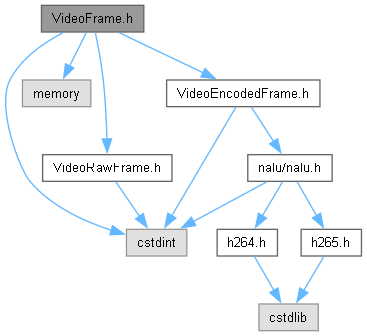 VideoFrame.h
memory
VideoEncodedFrame.h
VideoRawFrame.h
nalu/nalu.h
cstdint
h264.h
h265.h
cstdlib